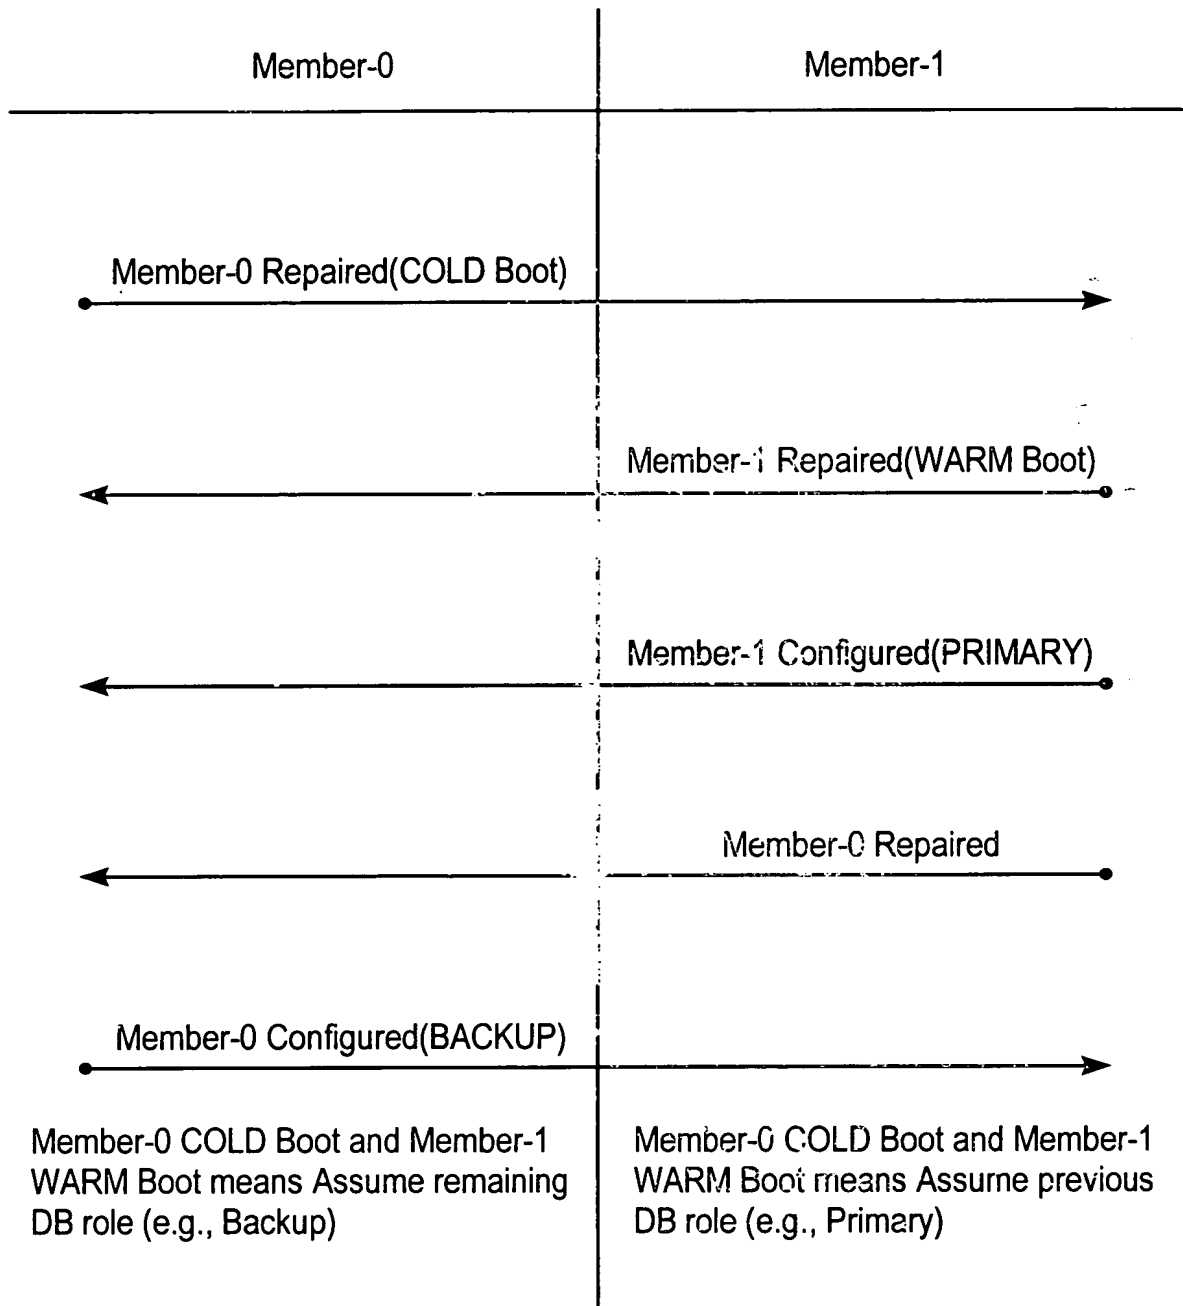 Member-0
Member-1
Member-0 Repaired(COLD Boot)
Member-1 Repaired(WARM Boot)
Member-1 Configured(PRIMARY)
Member-0 Repaired
Member-0 Configured(BACKUP)
Member-0 COLD Boot and Member-1
WARM Boot means Assume remaining
DB role (e.g., Backup)
Member-0 COLD Boot and Member-1
WARM Boot means Assume previous
DB role (e.g., Primary)